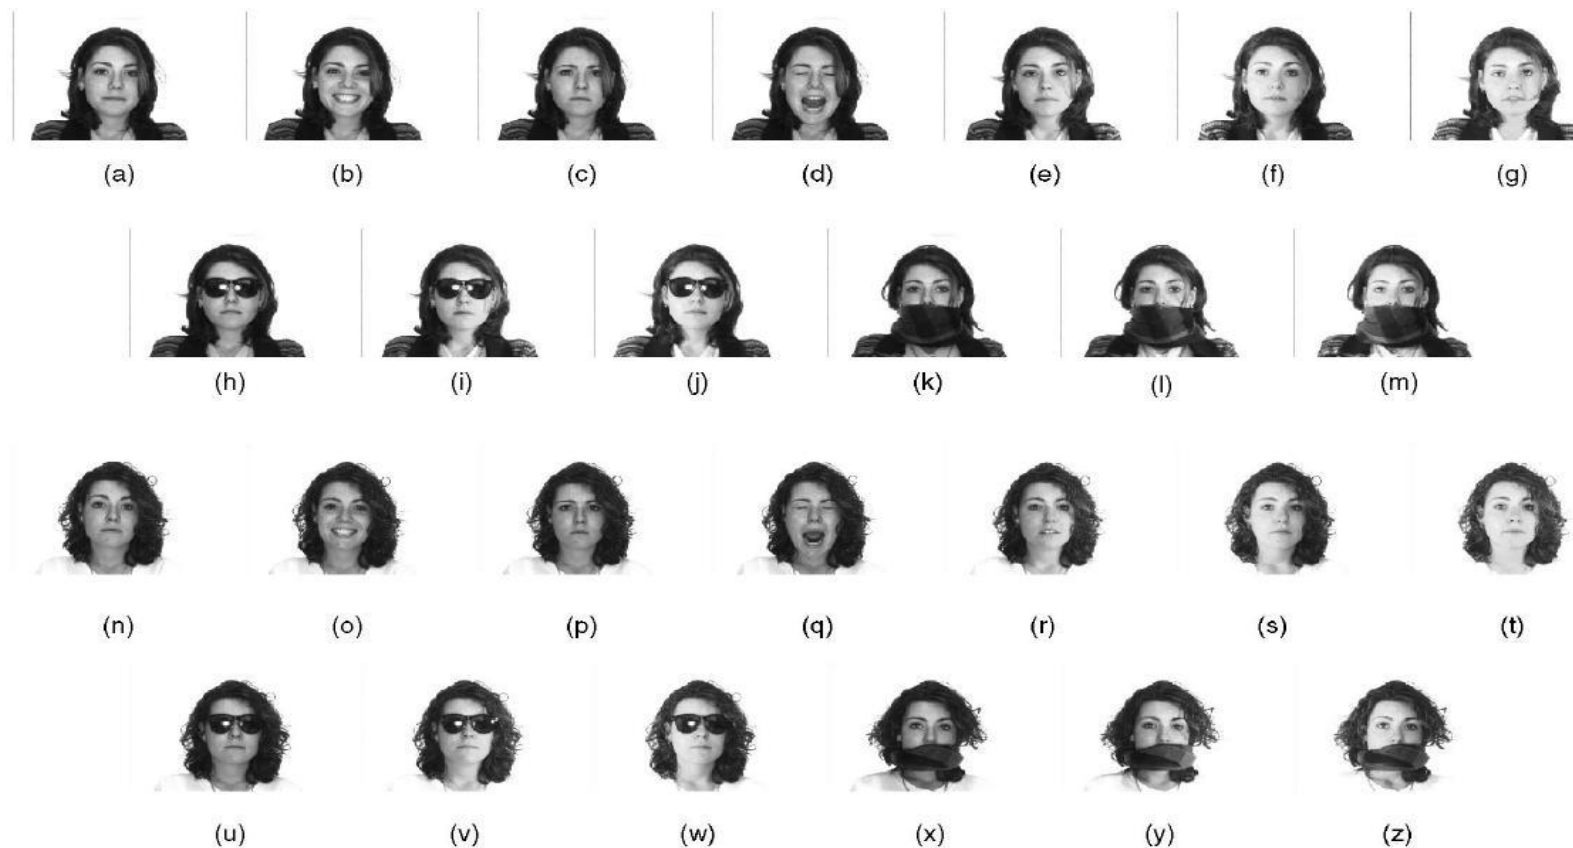 (a) (b) (c) (d) (e) (f) (g)
(h) (i) (j) (k) (l) (m)
(n) (o) (p) (q) (r) (s) (t)
(u) (v) (w) (x) (y) (z)